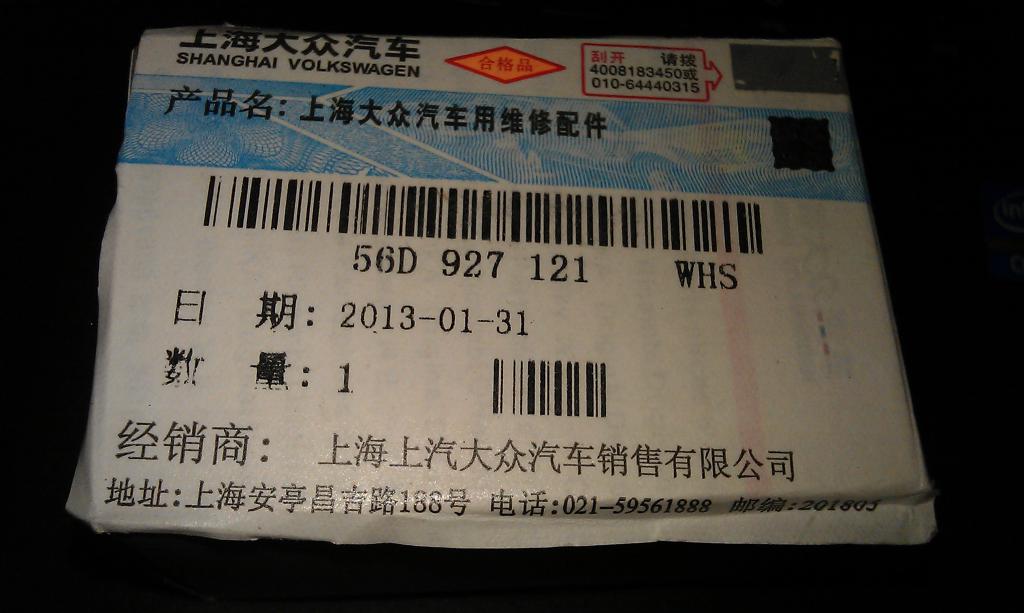 上海大众汽车
SHANGHAI VOLKSWAGEN
合格品
刮开 请拨
4008183450或
010-64440315
产品名: 上海大众汽车用维修配件
56D 927 121 WHS
日 期: 2013-01-31
数 量: 1
经销商: 上海上汽大众汽车销售有限公司
地址:上海安亭昌吉路188号 电话:021-59561888 邮编:201805